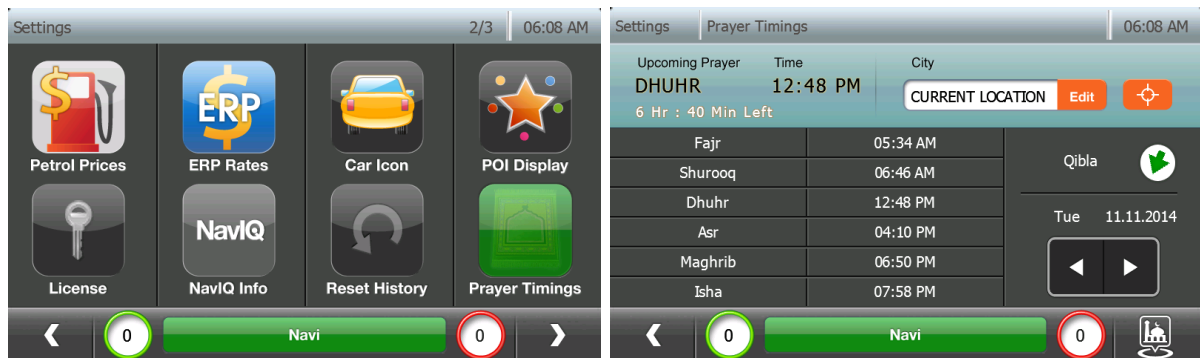 Settings 2/3 06:08 AM
$ $
ERP
Petrol Prices ERP Rates Car Icon POI Display
NavIQ
License NavIQ Info Reset History Prayer Timings
0 Navi 0
Settings Prayer Timings 06:08 AM
Upcoming Prayer Time City
DHUHR 12:48 PM CURRENT LOCATION Edit
6 Hr : 40 Min Left
Fajr 05:34 AM
Shurooq 06:46 AM
Qibla
Dhuhr 12:48 PM
Asr 04:10 PM
Tue 11.11.2014
Maghrib 06:50 PM
Isha 07:58 PM
0 Navi 0